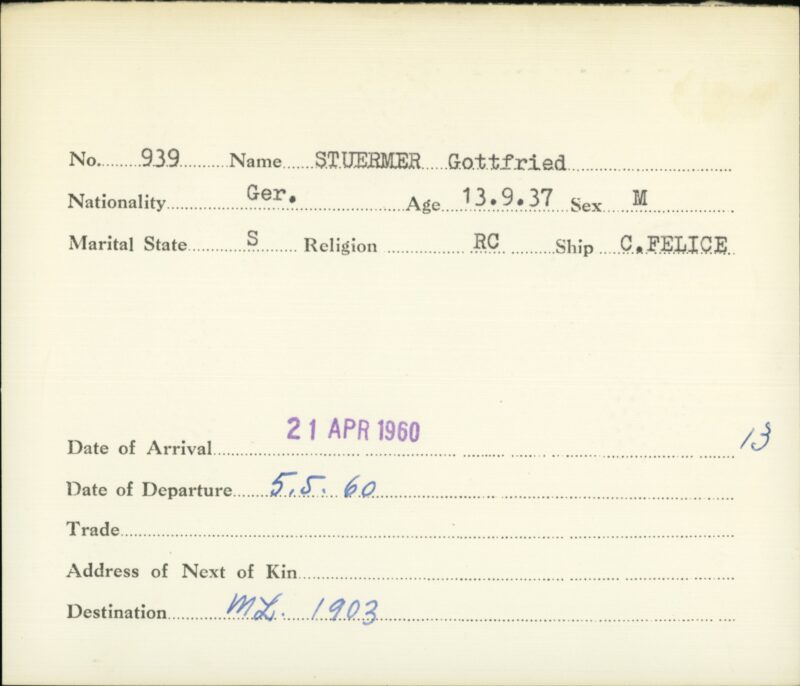 No. 939 Name STUERMER Gottfried
Nationality Ger. Age 13.9.37 Sex M
Marital State S Religion RC Ship C.FELICE
Date of Arrival 21 APR 1960 13
Date of Departure 5.5.60
Trade
Address of Next of Kin
Destination ML. 1903